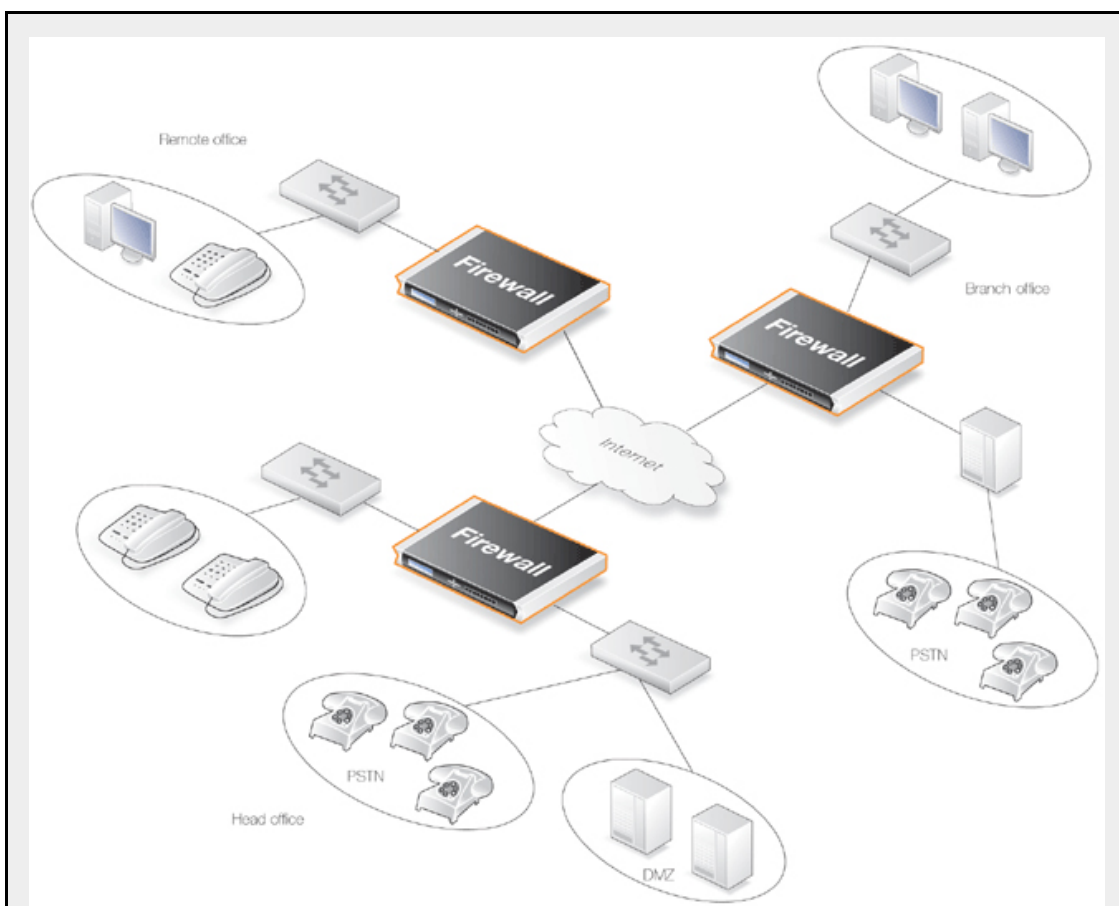 Remote office
Firewall
Branch office
Firewall
Internet
Firewall
PSTN
PSTN
Head office
DMZ